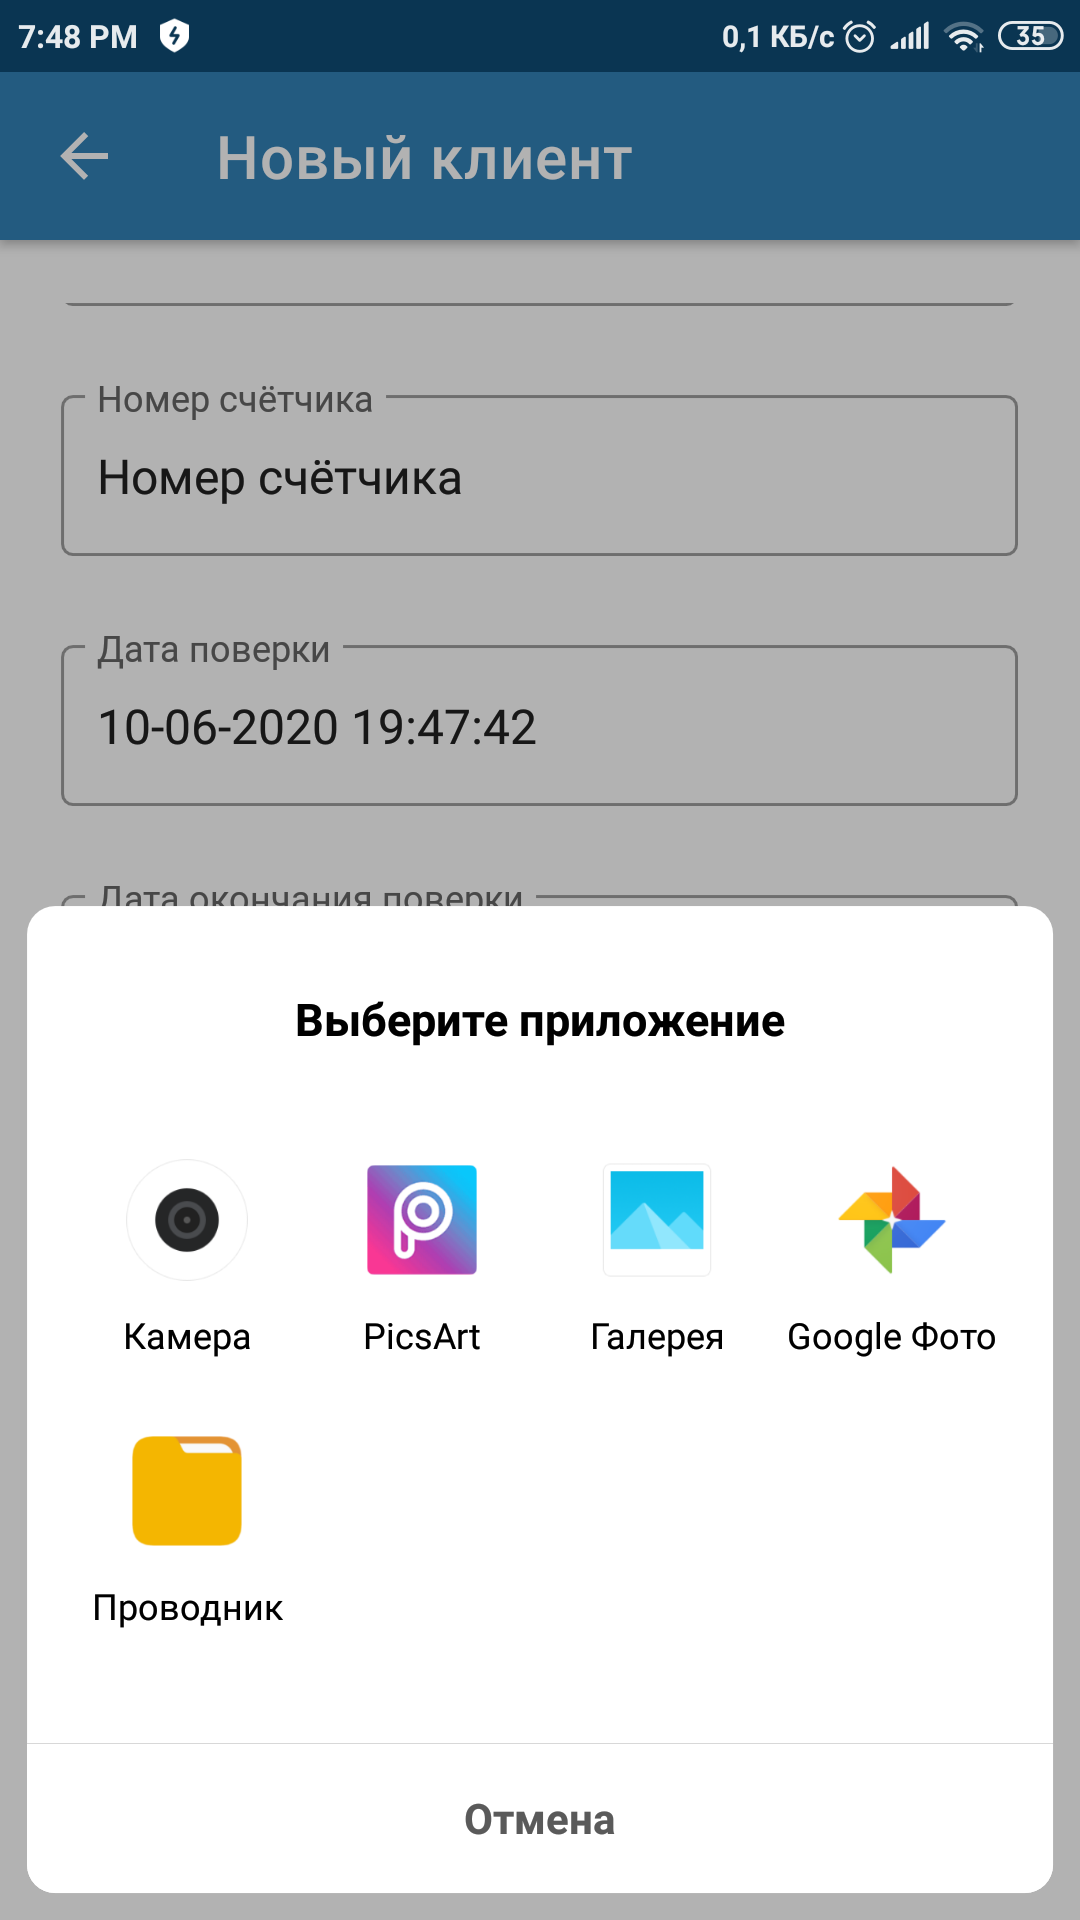 7:48 PM 0,1 КБ/с 35
Новый клиент
Номер счётчика
Номер счётчика
Дата поверки
10-06-2020 19:47:42
Дата окончания поверки
Выберите приложение
Камера PicsArt Галерея Google Фото
Проводник
Отмена